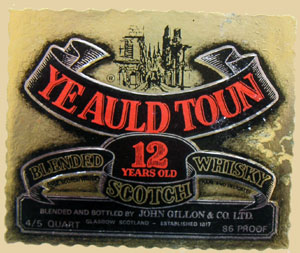 YE AULD TOUN
12
YEARS OLD
BLENDED WHISKY
SCOTCH
BLENDED AND BOTTLED BY JOHN GILLON & CO. LTD.
4/5 QUART GLASGOW SCOTLAND - ESTABLISHED 1817 86 PROOF